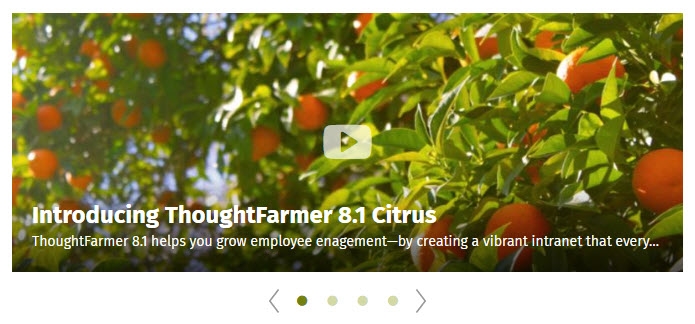 Introducing ThoughtFarmer 8.1 Citrus
ThoughtFarmer 8.1 helps you grow employee enagement—by creating a vibrant intranet that every...